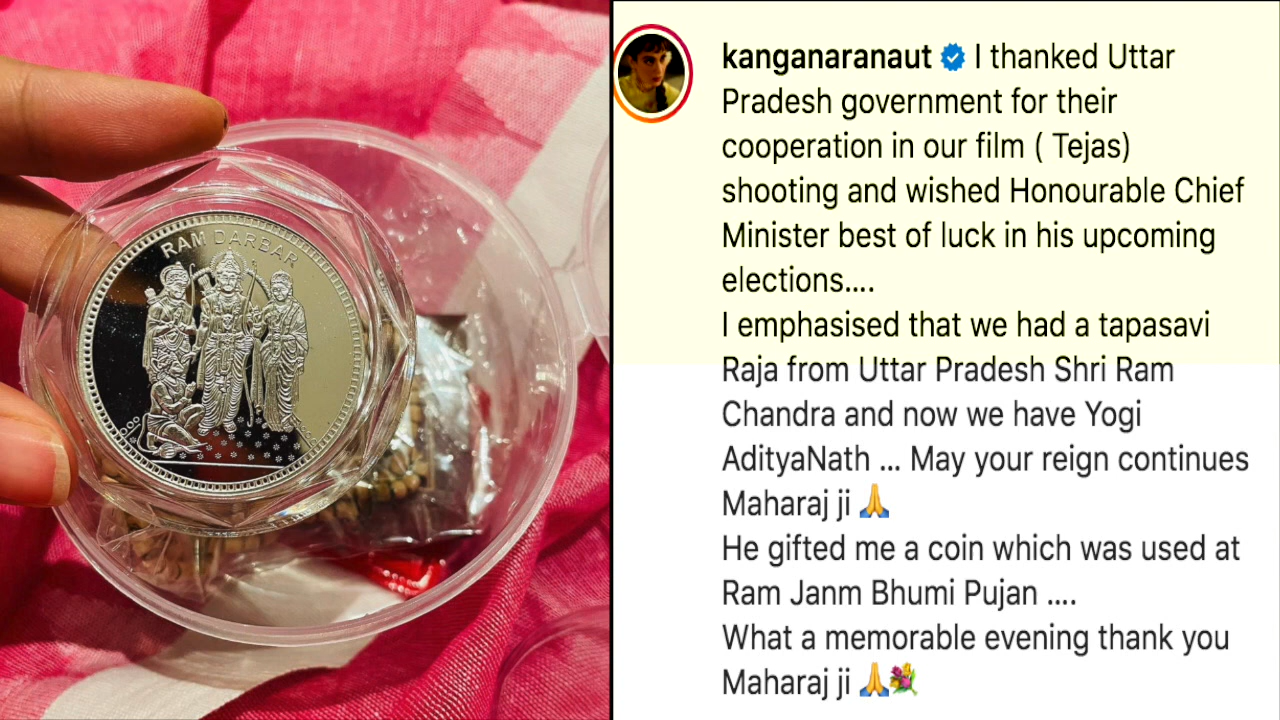 RAM DARBAR
kanganaranaut I thanked Uttar
Pradesh government for their
cooperation in our film ( Tejas)
shooting and wished Honourable Chief
Minister best of luck in his upcoming
elections....
I emphasised that we had a tapasavi
Raja from Uttar Pradesh Shri Ram
Chandra and now we have Yogi
AdityaNath ... May your reign continues
Maharaj ji 🙏
He gifted me a coin which was used at
Ram Janm Bhumi Pujan ....
What a memorable evening thank you
Maharaj ji 🙏💐